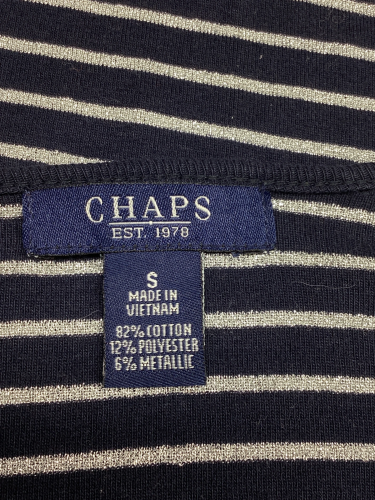 CHAPS
EST. 1978
S
MADE IN
VIETNAM
82% COTTON
12% POLYESTER
6% METALLIC